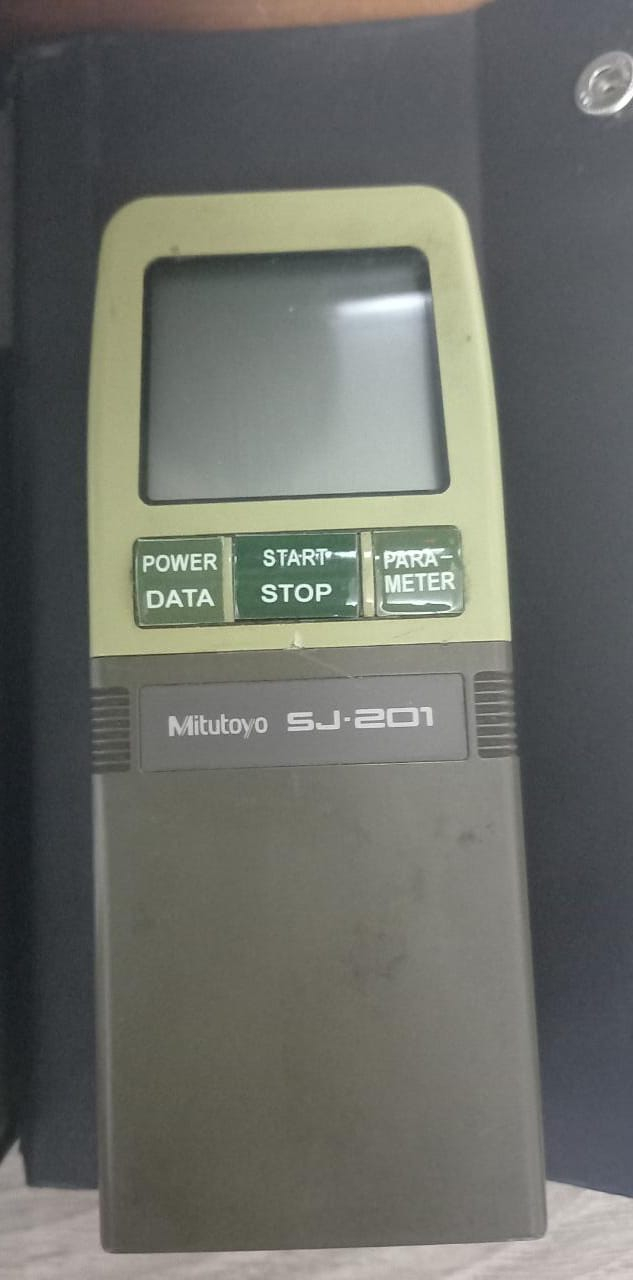 POWER
DATA
START
STOP
PARA-
METER
Mitutoyo SJ-201